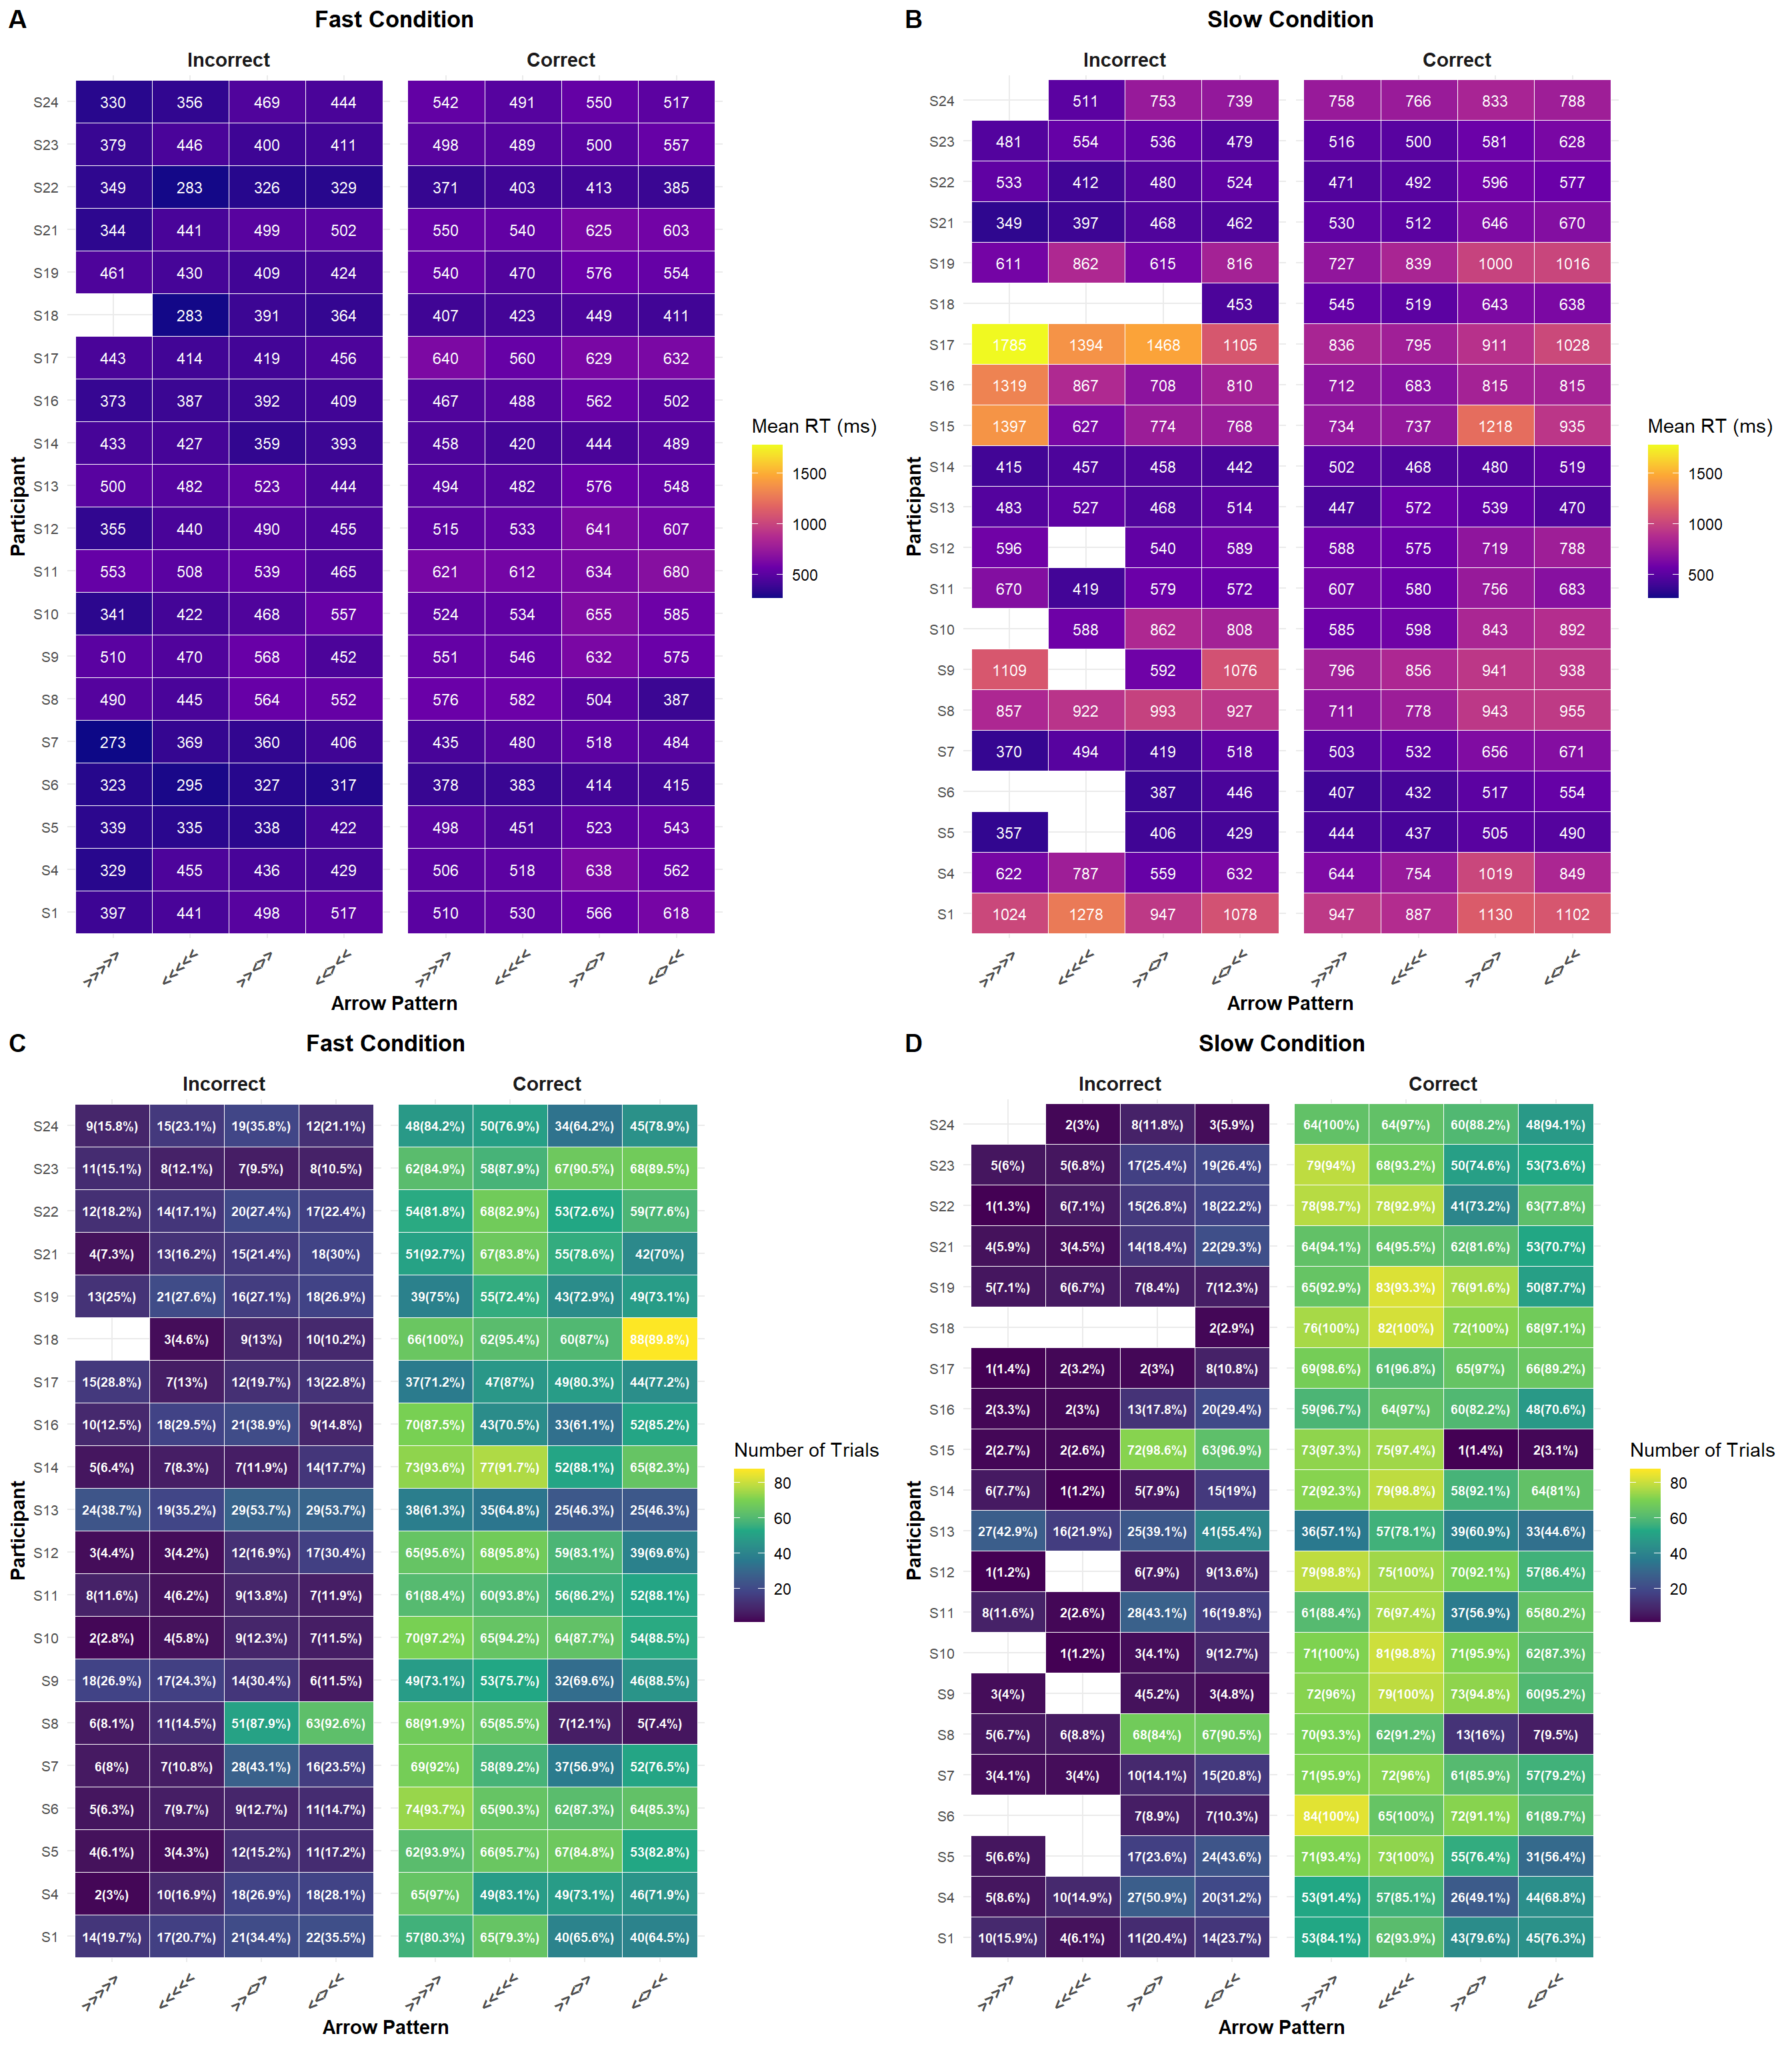 A Fast Condition
Incorrect Correct
S24 330 356 469 444 542 491 550 517
S23 379 446 400 411 498 489 500 557
S22 349 283 326 329 371 403 413 385
S21 344 441 499 502 550 540 625 603
S19 461 430 409 424 540 470 576 554
S18 283 391 364 407 423 449 411
S17 443 414 419 456 640 560 629 632
S16 373 387 392 409 467 488 562 502
S14 433 427 359 393 458 420 444 489
S13 500 482 523 444 494 482 576 548
S12 355 440 490 455 515 533 641 607
S11 553 508 539 465 621 612 634 680
S10 341 422 468 557 524 534 655 585
S9 510 470 568 452 551 546 632 575
S8 490 445 564 552 576 582 504 387
S7 273 369 360 406 435 480 518 484
S6 323 295 327 317 378 383 414 415
S5 339 335 338 422 498 451 523 543
S4 329 455 436 429 506 518 638 562
S1 397 441 498 517 510 530 566 618
>>>>> <<<<< >><>> <<><< >>>>> <<<<< >><>> <<><<
Participant
Arrow Pattern
Mean RT (ms)
1500
1000
500
B Slow Condition
Incorrect Correct
S24 511 753 739 758 766 833 788
S23 481 554 536 479 516 500 581 628
S22 533 412 480 524 471 492 596 577
S21 349 397 468 462 530 512 646 670
S19 611 862 615 816 727 839 1000 1016
S18 453 545 519 643 638
S17 1785 1394 1468 1105 836 795 911 1028
S16 1319 867 708 810 712 683 815 815
S15 1397 627 774 768 734 737 1218 935
S14 415 457 458 442 502 468 480 519
S13 483 527 468 514 447 572 539 470
S12 596 540 589 588 575 719 788
S11 670 419 579 572 607 580 756 683
S10 588 862 808 585 598 843 892
S9 1109 592 1076 796 856 941 938
S8 857 922 993 927 711 778 943 955
S7 370 494 419 518 503 532 656 671
S6 387 446 407 432 517 554
S5 357 406 429 444 437 505 490
S4 622 787 559 632 644 754 1019 849
S1 1024 1278 947 1078 947 887 1130 1102
>>>>> <<<<< >><>> <<><< >>>>> <<<<< >><>> <<><<
Participant
Arrow Pattern
Mean RT (ms)
1500
1000
500
C Fast Condition
Incorrect Correct
S24 9(15.8%) 15(23.1%) 19(35.8%) 12(21.1%) 48(84.2%) 50(76.9%) 34(64.2%) 45(78.9%)
S23 11(15.1%) 8(12.1%) 7(9.5%) 8(10.5%) 62(84.9%) 58(87.9%) 67(90.5%) 68(89.5%)
S22 12(18.2%) 14(17.1%) 20(27.4%) 17(22.4%) 54(81.8%) 68(82.9%) 53(72.6%) 59(77.6%)
S21 4(7.3%) 13(16.2%) 15(21.4%) 18(30%) 51(92.7%) 67(83.8%) 55(78.6%) 42(70%)
S19 13(25%) 21(27.6%) 16(27.1%) 18(26.9%) 39(75%) 55(72.4%) 43(72.9%) 49(73.1%)
S18 3(4.6%) 9(13%) 10(10.2%) 66(100%) 62(95.4%) 60(87%) 88(89.8%)
S17 15(28.8%) 7(13%) 12(19.7%) 13(22.8%) 37(71.2%) 47(87%) 49(80.3%) 44(77.2%)
S16 10(12.5%) 18(29.5%) 21(38.9%) 9(14.8%) 70(87.5%) 43(70.5%) 33(61.1%) 52(85.2%)
S14 5(6.4%) 7(8.3%) 7(11.9%) 14(17.7%) 73(93.6%) 77(91.7%) 52(88.1%) 65(82.3%)
S13 24(38.7%) 19(35.2%) 29(53.7%) 29(53.7%) 38(61.3%) 35(64.8%) 25(46.3%) 25(46.3%)
S12 3(4.4%) 3(4.2%) 12(16.9%) 17(30.4%) 65(95.6%) 68(95.8%) 59(83.1%) 39(69.6%)
S11 8(11.6%) 4(6.2%) 9(13.8%) 7(11.9%) 61(88.4%) 60(93.8%) 56(86.2%) 52(88.1%)
S10 2(2.8%) 4(5.8%) 9(12.3%) 7(11.5%) 70(97.2%) 65(94.2%) 64(87.7%) 54(88.5%)
S9 18(26.9%) 17(24.3%) 14(30.4%) 6(11.5%) 49(73.1%) 53(75.7%) 32(69.6%) 46(88.5%)
S8 6(8.1%) 11(14.5%) 51(87.9%) 63(92.6%) 68(91.9%) 65(85.5%) 7(12.1%) 5(7.4%)
S7 6(8%) 7(10.8%) 28(43.1%) 16(23.5%) 69(92%) 58(89.2%) 37(56.9%) 52(76.5%)
S6 5(6.3%) 7(9.7%) 9(12.7%) 11(14.7%) 74(93.7%) 65(90.3%) 62(87.3%) 64(85.3%)
S5 4(6.1%) 3(4.3%) 12(15.2%) 11(17.2%) 62(93.9%) 66(95.7%) 67(84.8%) 53(82.8%)
S4 2(3%) 10(16.9%) 18(26.9%) 18(28.1%) 65(97%) 49(83.1%) 49(73.1%) 46(71.9%)
S1 14(19.7%) 17(20.7%) 21(34.4%) 22(35.5%) 57(80.3%) 65(79.3%) 40(65.6%) 40(64.5%)
>>>>> <<<<< >><>> <<><< >>>>> <<<<< >><>> <<><<
Participant
Arrow Pattern
Number of Trials
80
60
40
20
D Slow Condition
Incorrect Correct
S24 2(3%) 8(11.8%) 3(5.9%) 64(100%) 64(97%) 60(88.2%) 48(94.1%)
S23 5(6%) 5(6.8%) 17(25.4%) 19(26.4%) 79(94%) 68(93.2%) 50(74.6%) 53(73.6%)
S22 1(1.3%) 6(7.1%) 15(26.8%) 18(22.2%) 78(98.7%) 78(92.9%) 41(73.2%) 63(77.8%)
S21 4(5.9%) 3(4.5%) 14(18.4%) 22(29.3%) 64(94.1%) 64(95.5%) 62(81.6%) 53(70.7%)
S19 5(7.1%) 6(6.7%) 7(8.4%) 7(12.3%) 65(92.9%) 83(93.3%) 76(91.6%) 50(87.7%)
S18 2(2.9%) 76(100%) 82(100%) 72(100%) 68(97.1%)
S17 1(1.4%) 2(3.2%) 2(3%) 8(10.8%) 69(98.6%) 61(96.8%) 65(97%) 66(89.2%)
S16 2(3.3%) 2(3%) 13(17.8%) 20(29.4%) 59(96.7%) 64(97%) 60(82.2%) 48(70.6%)
S15 2(2.7%) 2(2.6%) 72(98.6%) 63(96.9%) 73(97.3%) 75(97.4%) 1(1.4%) 2(3.1%)
S14 6(7.7%) 1(1.2%) 5(7.9%) 15(19%) 72(92.3%) 79(98.8%) 58(92.1%) 64(81%)
S13 27(42.9%) 16(21.9%) 25(39.1%) 41(55.4%) 36(57.1%) 57(78.1%) 39(60.9%) 33(44.6%)
S12 1(1.2%) 6(7.9%) 9(13.6%) 79(98.8%) 75(100%) 70(92.1%) 57(86.4%)
S11 8(11.6%) 2(2.6%) 28(43.1%) 16(19.8%) 61(88.4%) 76(97.4%) 37(56.9%) 65(80.2%)
S10 1(1.2%) 3(4.1%) 9(12.7%) 71(100%) 81(98.8%) 71(95.9%) 62(87.3%)
S9 3(4%) 4(5.2%) 3(4.8%) 72(96%) 79(100%) 73(94.8%) 60(95.2%)
S8 5(6.7%) 6(8.8%) 68(84%) 67(90.5%) 70(93.3%) 62(91.2%) 13(16%) 7(9.5%)
S7 3(4.1%) 3(4%) 10(14.1%) 15(20.8%) 71(95.9%) 72(96%) 61(85.9%) 57(79.2%)
S6 7(8.9%) 7(10.3%) 84(100%) 65(100%) 72(91.1%) 61(89.7%)
S5 5(6.6%) 17(23.6%) 24(43.6%) 71(93.4%) 73(100%) 55(76.4%) 31(56.4%)
S4 5(8.6%) 10(14.9%) 27(50.9%) 20(31.2%) 53(91.4%) 57(85.1%) 26(49.1%) 44(68.8%)
S1 10(15.9%) 4(6.1%) 11(20.4%) 14(23.7%) 53(84.1%) 62(93.9%) 43(79.6%) 45(76.3%)
>>>>> <<<<< >><>> <<><< >>>>> <<<<< >><>> <<><<
Participant
Arrow Pattern
Number of Trials
80
60
40
20